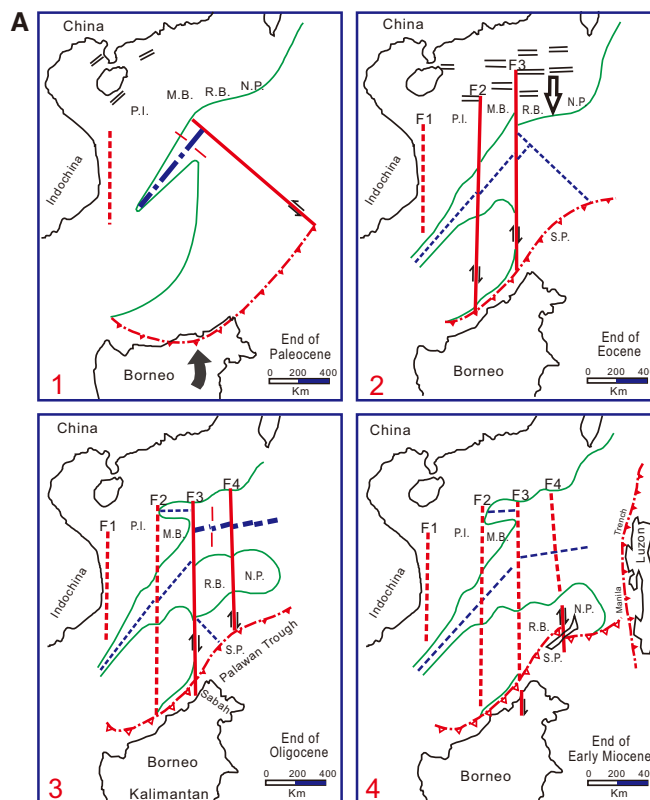 A
China
P.I.
M.B.
R.B.
N.P.
Indochina
Borneo
End of
Paleocene
0 200 400
Km
1
China
F3
F2
P.I.
M.B.
R.B.
N.P.
F1
Indochina
S.P.
Borneo
End of
Eocene
0 200 400
Km
2
China
F2
F3
F4
F1
P.I.
M.B.
Indochina
R.B.
N.P.
S.P.
Palawan Trough
Sabah
Borneo
Kalimantan
End of
Oligocene
0 200 400
Km
3
China
F2
F3
F4
F1
P.I.
M.B.
Trench
Luzon
Indochina
Manila
N.P.
R.B.
S.P.
Borneo
End of
Early Miocene
0 200 400
Km
4